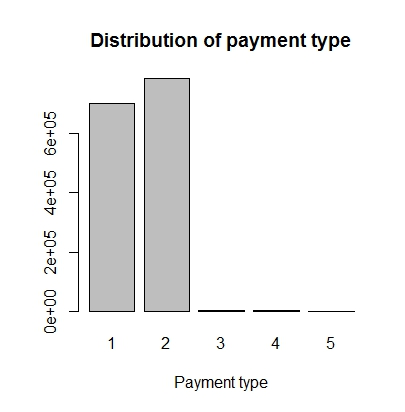 Distribution of payment type
6e+05
4e+05
2e+05
0e+00
1 2 3 4 5
Payment type